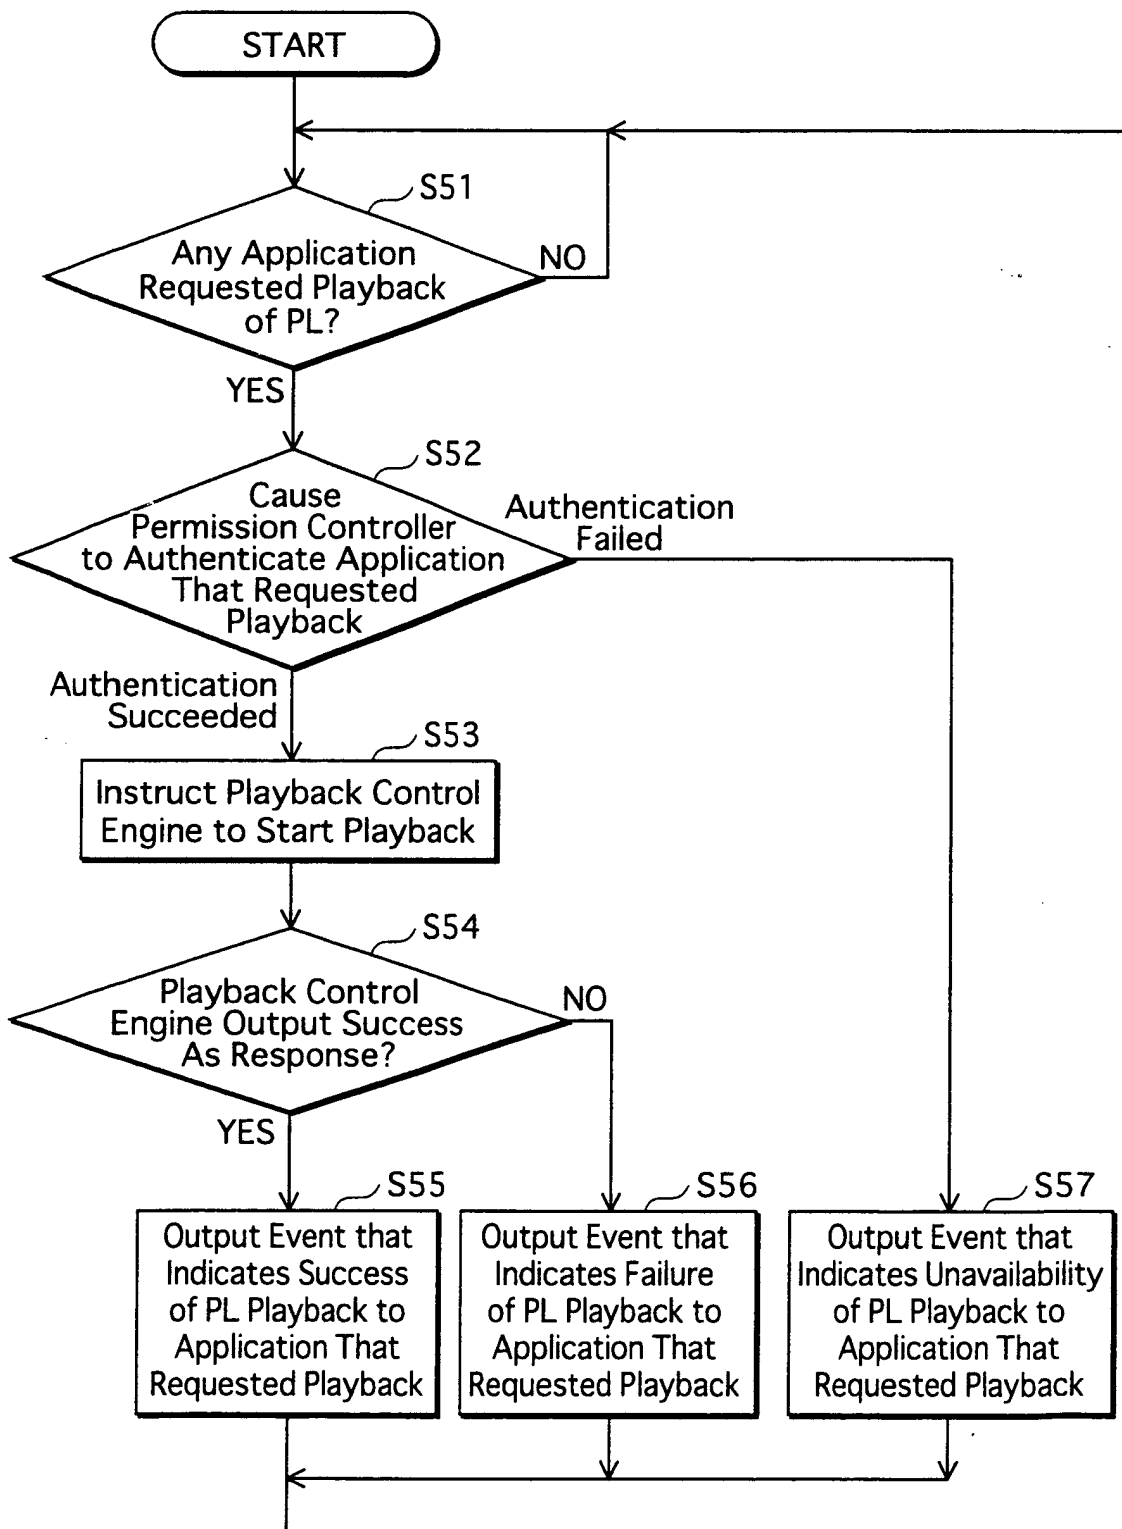 START
S51
Any Application
Requested Playback
of PL?
NO
YES
S52
Cause
Permission Controller
to Authenticate Application
That Requested
Playback
Authentication
Failed
Authentication
Succeeded
S53
Instruct Playback Control
Engine to Start Playback
S54
Playback Control
Engine Output Success
As Response?
NO
YES
S55
Output Event that
Indicates Success
of PL Playback to
Application That
Requested Playback
S56
Output Event that
Indicates Failure
of PL Playback to
Application That
Requested Playback
S57
Output Event that
Indicates Unavailability
of PL Playback to
Application That
Requested Playback